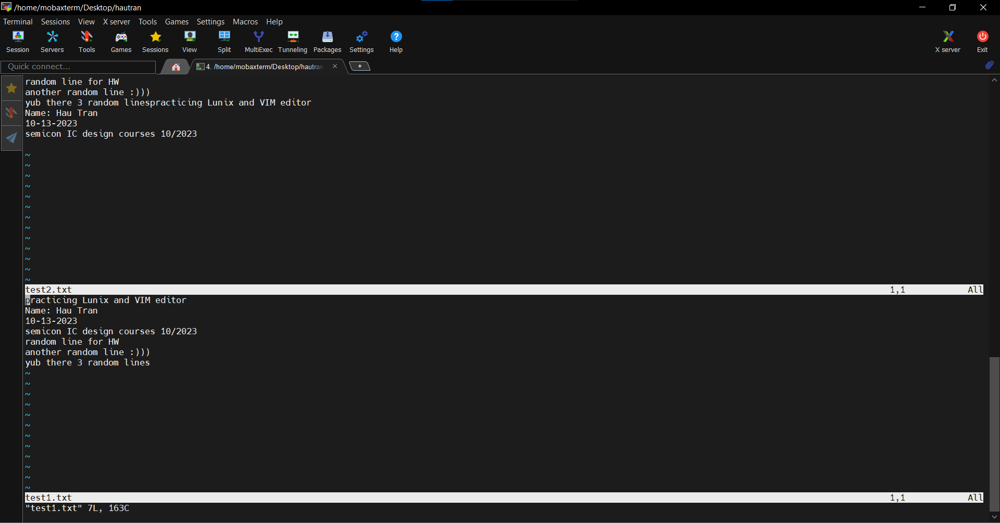 /home/mobaxterm/Desktop/hautran
Terminal Sessions View X server Tools Games Settings Macros Help
Session Servers Tools Games Sessions View Split MultiExec Tunneling Packages Settings Help X server Exit
Quick connect... 4. /home/mobaxterm/Desktop/hautran
random line for HW
another random line :)))
yub there 3 random linespracticing Lunix and VIM editor
Name: Hau Tran
10-13-2023
semicon IC design courses 10/2023
~
~
~
~
~
~
~
~
~
~
~
~
~
test2.txt 1,1 All
practicing Lunix and VIM editor
Name: Hau Tran
10-13-2023
semicon IC design courses 10/2023
random line for HW
another random line :)))
yub there 3 random lines
~
~
~
~
~
~
~
~
~
~
~
~
test1.txt 1,1 All
"test1.txt" 7L, 163C